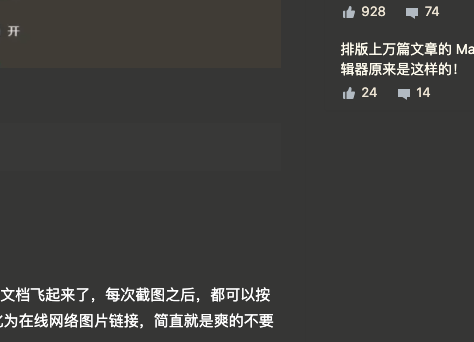 开
928 74
排版上万篇文章的 Ma
辑器原来是这样的！
24 14
文档飞起来了，每次截图之后，都可以按
为在线网络图片链接，简直就是爽的不要